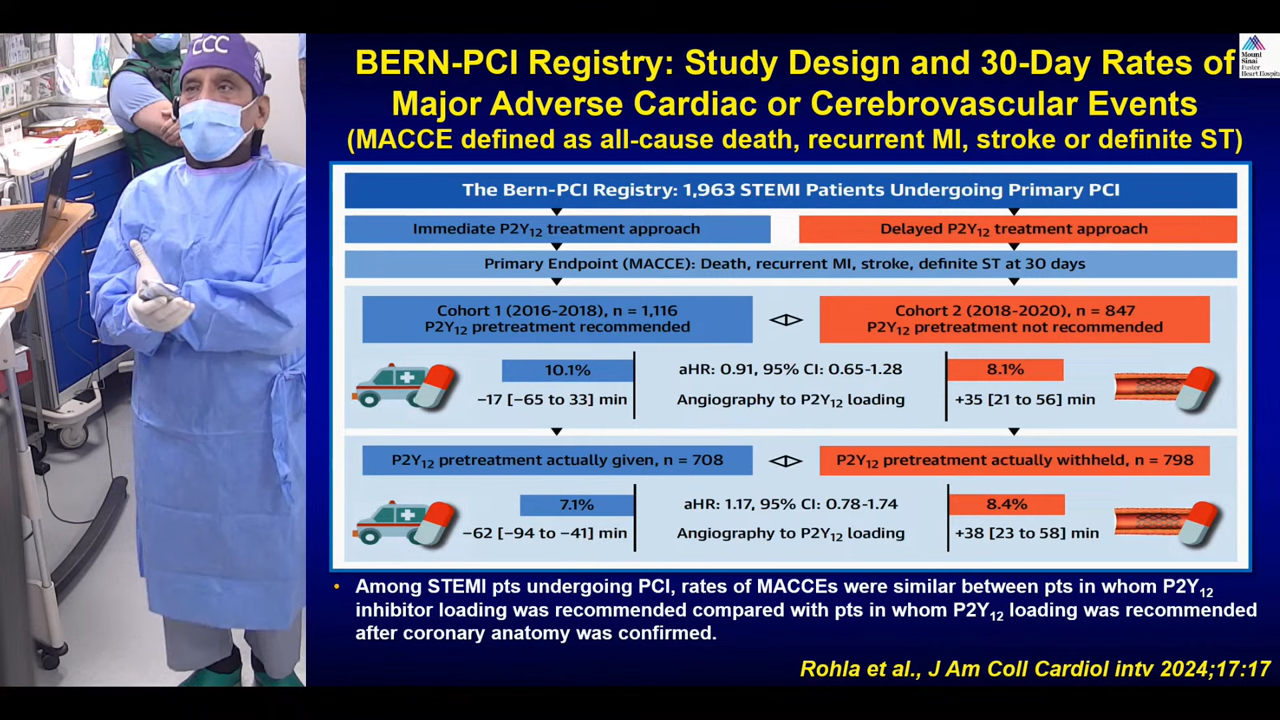 CCC
BERN-PCI Registry: Study Design and 30-Day Rates of
Major Adverse Cardiac or Cerebrovascular Events
(MACCE defined as all-cause death, recurrent MI, stroke or definite ST)
Mount
Sinai
Fuster
Heart Hospital
The Bern-PCI Registry: 1,963 STEMI Patients Undergoing Primary PCI
Immediate P2Y₁₂ treatment approach
Delayed P2Y₁₂ treatment approach
Primary Endpoint (MACCE): Death, recurrent MI, stroke, definite ST at 30 days
Cohort 1 (2016-2018), n = 1,116
P2Y₁₂ pretreatment recommended
Cohort 2 (2018-2020), n = 847
P2Y₁₂ pretreatment not recommended
10.1%
aHR: 0.91, 95% CI: 0.65-1.28
8.1%
−17 [−65 to 33] min
Angiography to P2Y₁₂ loading
+35 [21 to 56] min
P2Y₁₂ pretreatment actually given, n = 708
P2Y₁₂ pretreatment actually withheld, n = 798
7.1%
aHR: 1.17, 95% CI: 0.78-1.74
8.4%
−62 [−94 to −41] min
Angiography to P2Y₁₂ loading
+38 [23 to 58] min
• Among STEMI pts undergoing PCI, rates of MACCEs were similar between pts in whom P2Y₁₂
inhibitor loading was recommended compared with pts in whom P2Y₁₂ loading was recommended
after coronary anatomy was confirmed.
Rohla et al., J Am Coll Cardiol intv 2024;17:17